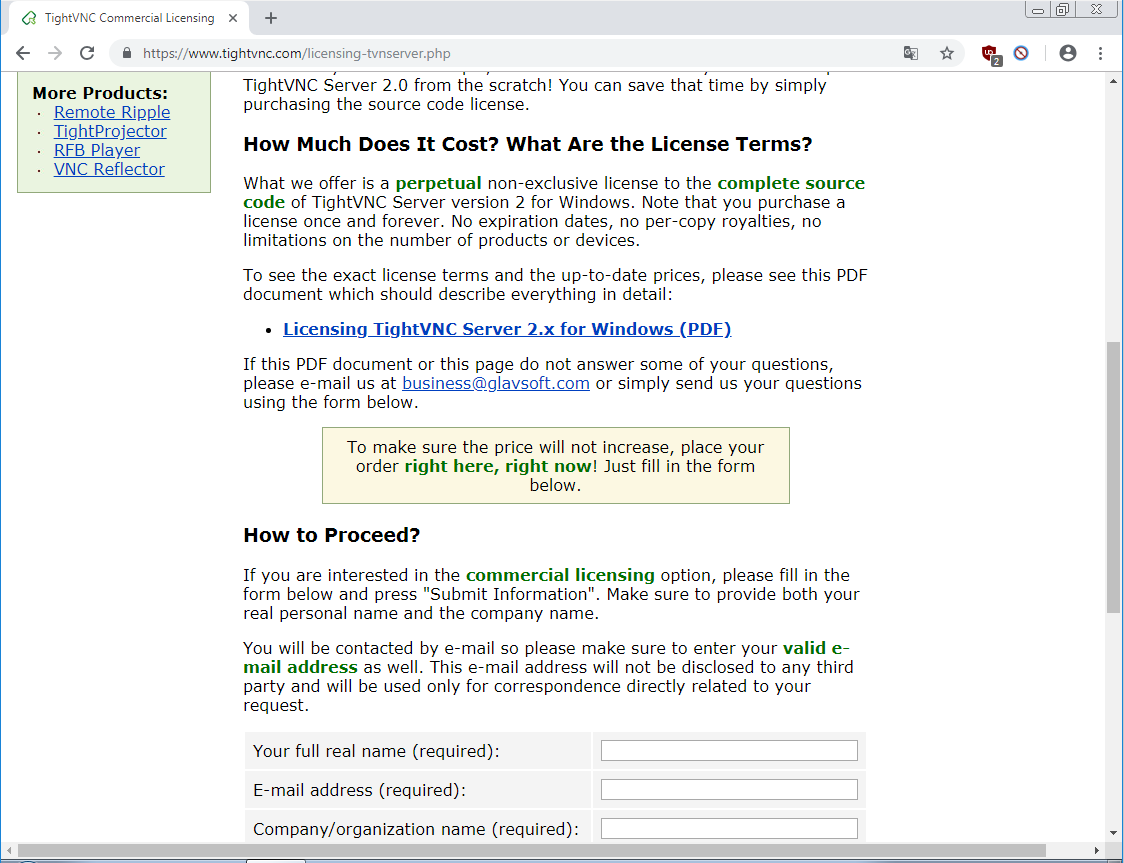 TightVNC Commercial Licensing
https://www.tightvnc.com/licensing-tvnserver.php
2
More Products:
· Remote Ripple
· TightProjector
· RFB Player
· VNC Reflector
TightVNC Server 2.0 from the scratch! You can save that time by simply
purchasing the source code license.
How Much Does It Cost? What Are the License Terms?
What we offer is a perpetual non-exclusive license to the complete source
code of TightVNC Server version 2 for Windows. Note that you purchase a
license once and forever. No expiration dates, no per-copy royalties, no
limitations on the number of products or devices.
To see the exact license terms and the up-to-date prices, please see this PDF
document which should describe everything in detail:
• Licensing TightVNC Server 2.x for Windows (PDF)
If this PDF document or this page do not answer some of your questions,
please e-mail us at business@glavsoft.com or simply send us your questions
using the form below.
To make sure the price will not increase, place your
order right here, right now! Just fill in the form
below.
How to Proceed?
If you are interested in the commercial licensing option, please fill in the
form below and press "Submit Information". Make sure to provide both your
real personal name and the company name.
You will be contacted by e-mail so please make sure to enter your valid e-
mail address as well. This e-mail address will not be disclosed to any third
party and will be used only for correspondence directly related to your
request.
Your full real name (required):
E-mail address (required):
Company/organization name (required):